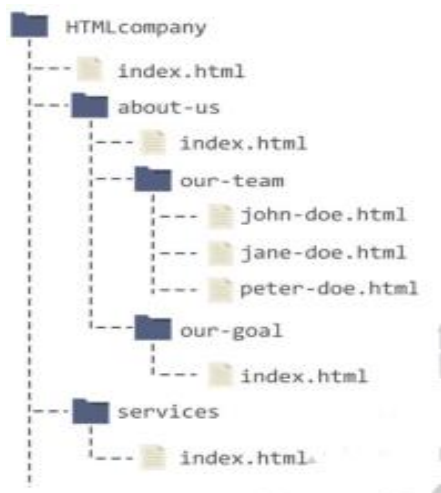 HTMLcompany
index.html
about-us
index.html
our-team
john-doe.html
jane-doe.html
peter-doe.html
our-goal
index.html
services
index.html